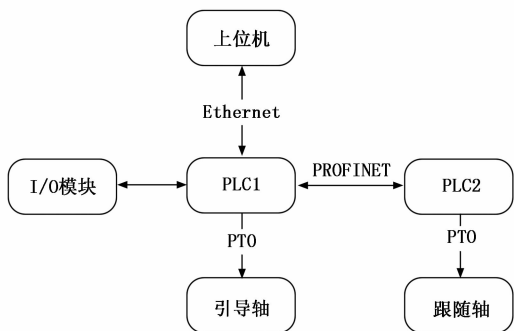 上位机
Ethernet
I/O模块
PLC1
PROFINET
PLC2
PTO
PTO
引导轴
跟随轴